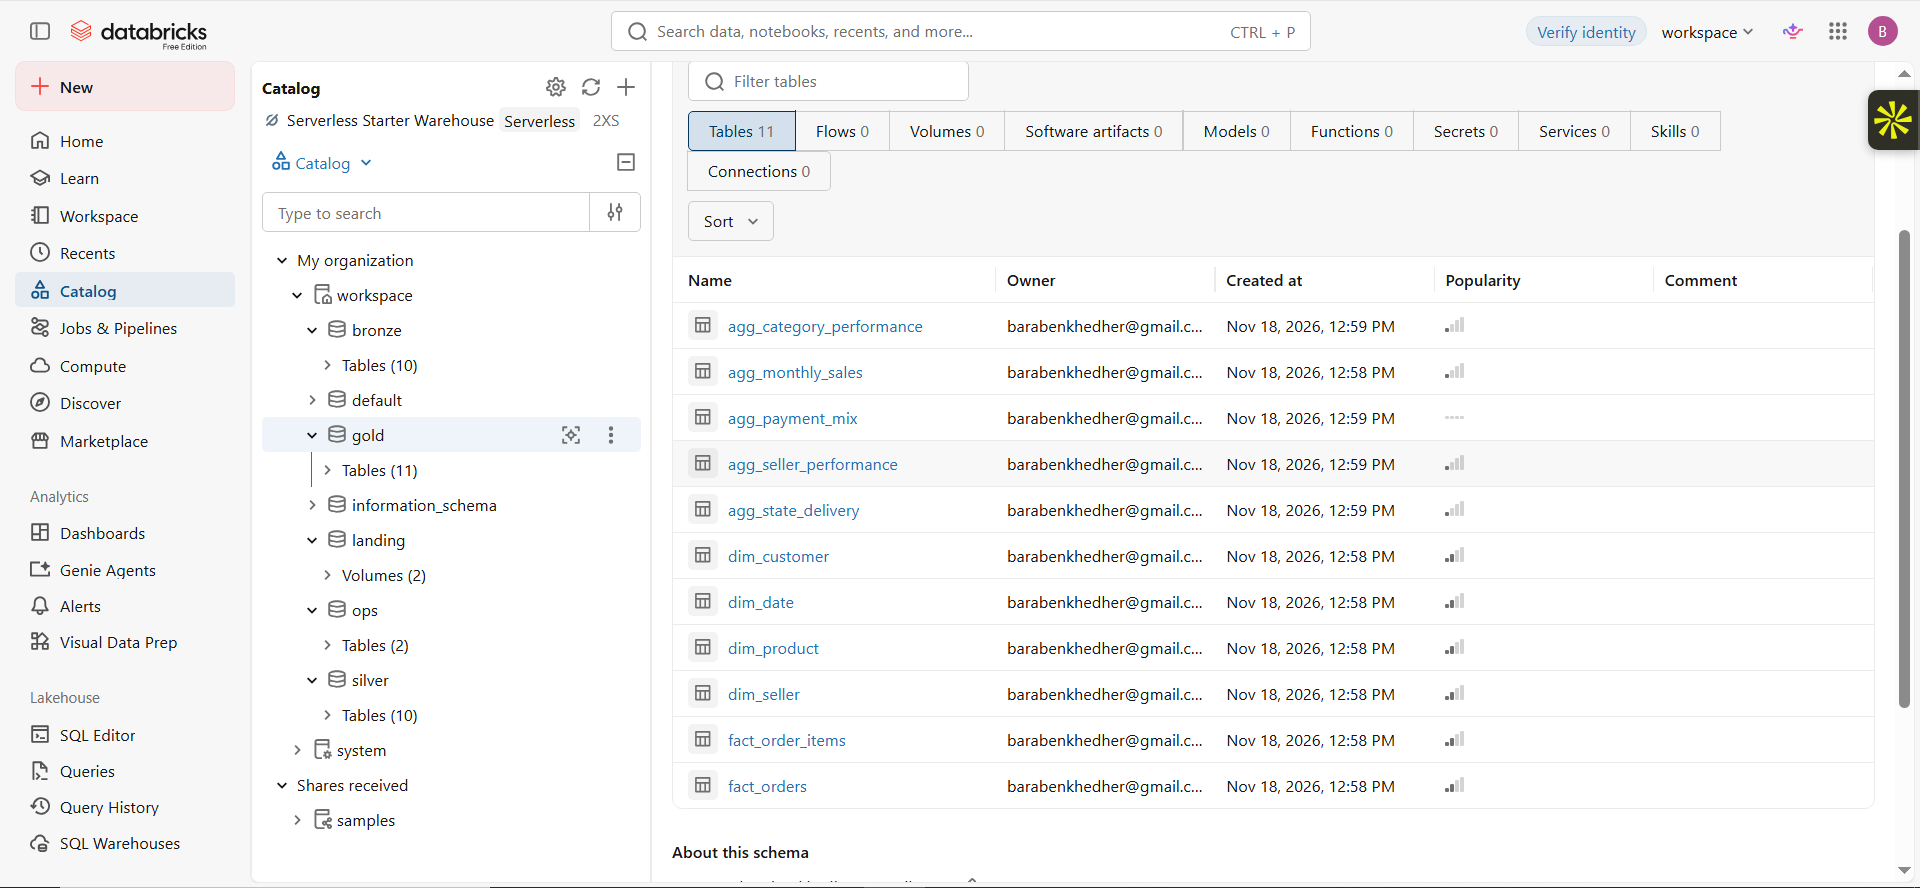 databricks
Free Edition
Search data, notebooks, recents, and more...
CTRL + P
Verify identity
workspace
B
New
Home
Learn
Workspace
Recents
Catalog
Jobs & Pipelines
Compute
Discover
Marketplace
Analytics
Dashboards
Genie Agents
Alerts
Visual Data Prep
Lakehouse
SQL Editor
Queries
Query History
SQL Warehouses
Catalog
Serverless Starter Warehouse Serverless 2XS
Catalog
Type to search
My organization
workspace
bronze
Tables (10)
default
gold
Tables (11)
information_schema
landing
Volumes (2)
ops
Tables (2)
silver
Tables (10)
system
Shares received
samples
Filter tables
Tables 11 Flows 0 Volumes 0 Software artifacts 0 Models 0 Functions 0 Secrets 0 Services 0 Skills 0
Connections 0
Sort
Name Owner Created at Popularity Comment
agg_category_performance barabenkhedher@gmail.c... Nov 18, 2026, 12:59 PM
agg_monthly_sales barabenkhedher@gmail.c... Nov 18, 2026, 12:58 PM
agg_payment_mix barabenkhedher@gmail.c... Nov 18, 2026, 12:59 PM
agg_seller_performance barabenkhedher@gmail.c... Nov 18, 2026, 12:59 PM
agg_state_delivery barabenkhedher@gmail.c... Nov 18, 2026, 12:59 PM
dim_customer barabenkhedher@gmail.c... Nov 18, 2026, 12:58 PM
dim_date barabenkhedher@gmail.c... Nov 18, 2026, 12:58 PM
dim_product barabenkhedher@gmail.c... Nov 18, 2026, 12:58 PM
dim_seller barabenkhedher@gmail.c... Nov 18, 2026, 12:58 PM
fact_order_items barabenkhedher@gmail.c... Nov 18, 2026, 12:58 PM
fact_orders barabenkhedher@gmail.c... Nov 18, 2026, 12:58 PM
About this schema